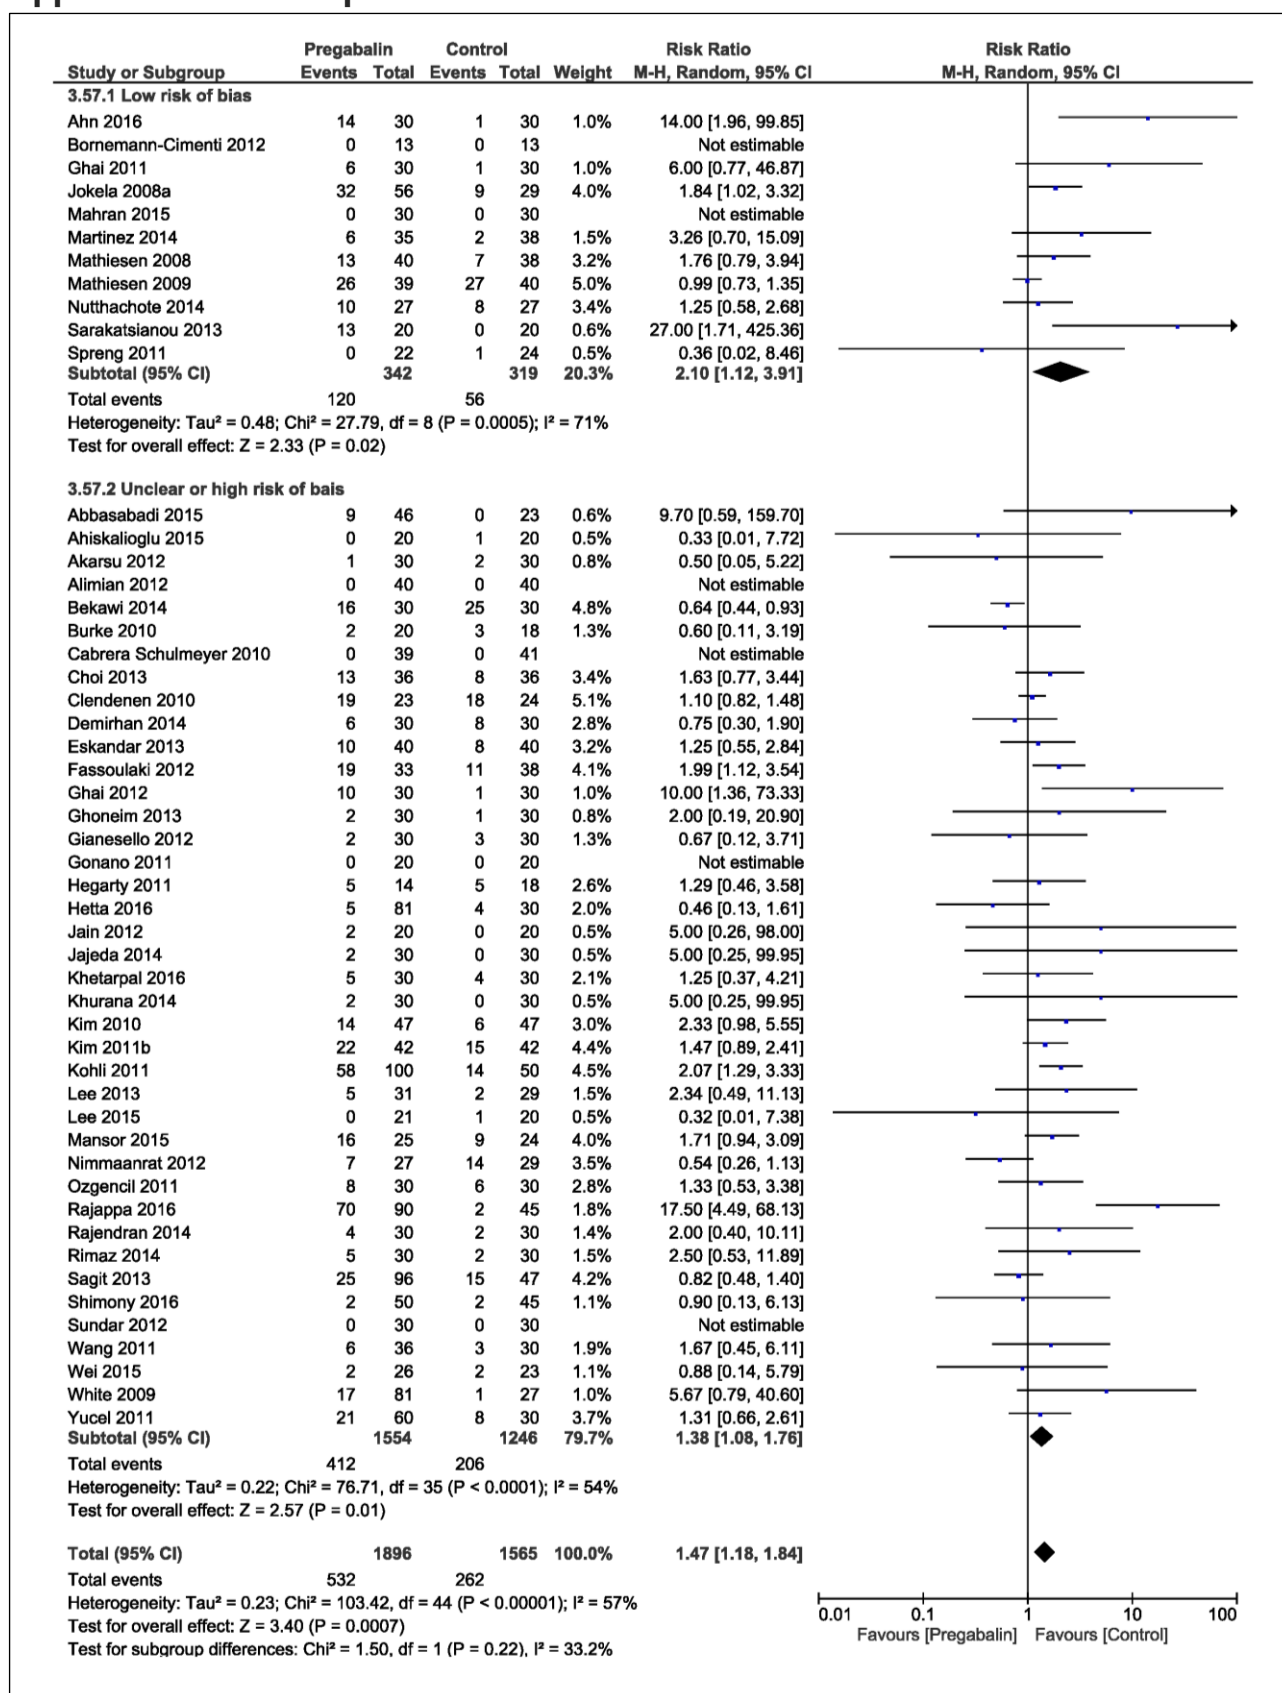 Pregabalin Control Risk Ratio Risk Ratio
Study or Subgroup Events Total Events Total Weight M-H, Random, 95% CI M-H, Random, 95% CI
3.57.1 Low risk of bias
Ahn 2016 14 30 1 30 1.0% 14.00 [1.96, 99.85]
Bornemann-Cimenti 2012 0 13 0 13 Not estimable
Ghai 2011 6 30 1 30 1.0% 6.00 [0.77, 46.87]
Jokela 2008a 32 56 9 29 4.0% 1.84 [1.02, 3.32]
Mahran 2015 0 30 0 30 Not estimable
Martinez 2014 6 35 2 38 1.5% 3.26 [0.70, 15.09]
Mathiesen 2008 13 40 7 38 3.2% 1.76 [0.79, 3.94]
Mathiesen 2009 26 39 27 40 5.0% 0.99 [0.73, 1.35]
Nutthachote 2014 10 27 8 27 3.4% 1.25 [0.58, 2.68]
Sarakatsianou 2013 13 20 0 20 0.6% 27.00 [1.71, 425.36]
Spreng 2011 0 22 1 24 0.5% 0.36 [0.02, 8.46]
Subtotal (95% CI) 342 319 20.3% 2.10 [1.12, 3.91]
Total events 120 56
Heterogeneity: Tau² = 0.48; Chi² = 27.79, df = 8 (P = 0.0005); I² = 71%
Test for overall effect: Z = 2.33 (P = 0.02)
3.57.2 Unclear or high risk of bais
Abbasabadi 2015 9 46 0 23 0.6% 9.70 [0.59, 159.70]
Ahiskalioglu 2015 0 20 1 20 0.5% 0.33 [0.01, 7.72]
Akarsu 2012 1 30 2 30 0.8% 0.50 [0.05, 5.22]
Alimian 2012 0 40 0 40 Not estimable
Bekawi 2014 16 30 25 30 4.8% 0.64 [0.44, 0.93]
Burke 2010 2 20 3 18 1.3% 0.60 [0.11, 3.19]
Cabrera Schulmeyer 2010 0 39 0 41 Not estimable
Choi 2013 13 36 8 36 3.4% 1.63 [0.77, 3.44]
Clendenen 2010 19 23 18 24 5.1% 1.10 [0.82, 1.48]
Demirhan 2014 6 30 8 30 2.8% 0.75 [0.30, 1.90]
Eskandar 2013 10 40 8 40 3.2% 1.25 [0.55, 2.84]
Fassoulaki 2012 19 33 11 38 4.1% 1.99 [1.12, 3.54]
Ghai 2012 10 30 1 30 1.0% 10.00 [1.36, 73.33]
Ghoneim 2013 2 30 1 30 0.8% 2.00 [0.19, 20.90]
Gianesello 2012 2 30 3 30 1.3% 0.67 [0.12, 3.71]
Gonano 2011 0 20 0 20 Not estimable
Hegarty 2011 5 14 5 18 2.6% 1.29 [0.46, 3.58]
Hetta 2016 5 81 4 30 2.0% 0.46 [0.13, 1.61]
Jain 2012 2 20 0 20 0.5% 5.00 [0.26, 98.00]
Jajeda 2014 2 30 0 30 0.5% 5.00 [0.25, 99.95]
Khetarpal 2016 5 30 4 30 2.1% 1.25 [0.37, 4.21]
Khurana 2014 2 30 0 30 0.5% 5.00 [0.25, 99.95]
Kim 2010 14 47 6 47 3.0% 2.33 [0.98, 5.55]
Kim 2011b 22 42 15 42 4.4% 1.47 [0.89, 2.41]
Kohli 2011 58 100 14 50 4.5% 2.07 [1.29, 3.33]
Lee 2013 5 31 2 29 1.5% 2.34 [0.49, 11.13]
Lee 2015 0 21 1 20 0.5% 0.32 [0.01, 7.38]
Mansor 2015 16 25 9 24 4.0% 1.71 [0.94, 3.09]
Nimmaanrat 2012 7 27 14 29 3.5% 0.54 [0.26, 1.13]
Ozgencil 2011 8 30 6 30 2.8% 1.33 [0.53, 3.38]
Rajappa 2016 70 90 2 45 1.8% 17.50 [4.49, 68.13]
Rajendran 2014 4 30 2 30 1.4% 2.00 [0.40, 10.11]
Rimaz 2014 5 30 2 30 1.5% 2.50 [0.53, 11.89]
Sagit 2013 25 96 15 47 4.2% 0.82 [0.48, 1.40]
Shimony 2016 2 50 2 45 1.1% 0.90 [0.13, 6.13]
Sundar 2012 0 30 0 30 Not estimable
Wang 2011 6 36 3 30 1.9% 1.67 [0.45, 6.11]
Wei 2015 2 26 2 23 1.1% 0.88 [0.14, 5.79]
White 2009 17 81 1 27 1.0% 5.67 [0.79, 40.60]
Yucel 2011 21 60 8 30 3.7% 1.31 [0.66, 2.61]
Subtotal (95% CI) 1554 1246 79.7% 1.38 [1.08, 1.76]
Total events 412 206
Heterogeneity: Tau² = 0.22; Chi² = 76.71, df = 35 (P < 0.0001); I² = 54%
Test for overall effect: Z = 2.57 (P = 0.01)
Total (95% CI) 1896 1565 100.0% 1.47 [1.18, 1.84]
Total events 532 262
Heterogeneity: Tau² = 0.23; Chi² = 103.42, df = 44 (P < 0.00001); I² = 57%
0.01 0.1 1 10 100
Test for overall effect: Z = 3.40 (P = 0.0007)
Favours [Pregabalin] Favours [Control]
Test for subgroup differences: Chi² = 1.50, df = 1 (P = 0.22), I² = 33.2%